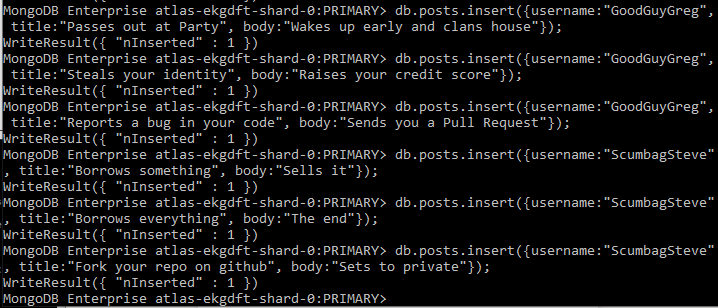 MongoDB Enterprise atlas-ekgdft-shard-0:PRIMARY> db.posts.insert({username:"GoodGuyGreg",
 title:"Passes out at Party", body:"Wakes up early and clans house"});
WriteResult({ "nInserted" : 1 })
MongoDB Enterprise atlas-ekgdft-shard-0:PRIMARY> db.posts.insert({username:"GoodGuyGreg",
 title:"Steals your identity", body:"Raises your credit score"});
WriteResult({ "nInserted" : 1 })
MongoDB Enterprise atlas-ekgdft-shard-0:PRIMARY> db.posts.insert({username:"GoodGuyGreg",
 title:"Reports a bug in your code", body:"Sends you a Pull Request"});
WriteResult({ "nInserted" : 1 })
MongoDB Enterprise atlas-ekgdft-shard-0:PRIMARY> db.posts.insert({username:"ScumbagSteve"
, title:"Borrows something", body:"Sells it"});
WriteResult({ "nInserted" : 1 })
MongoDB Enterprise atlas-ekgdft-shard-0:PRIMARY> db.posts.insert({username:"ScumbagSteve"
, title:"Borrows everything", body:"The end"});
WriteResult({ "nInserted" : 1 })
MongoDB Enterprise atlas-ekgdft-shard-0:PRIMARY> db.posts.insert({username:"ScumbagSteve"
, title:"Fork your repo on github", body:"Sets to private"});
WriteResult({ "nInserted" : 1 })
MongoDB Enterprise atlas-ekgdft-shard-0:PRIMARY>